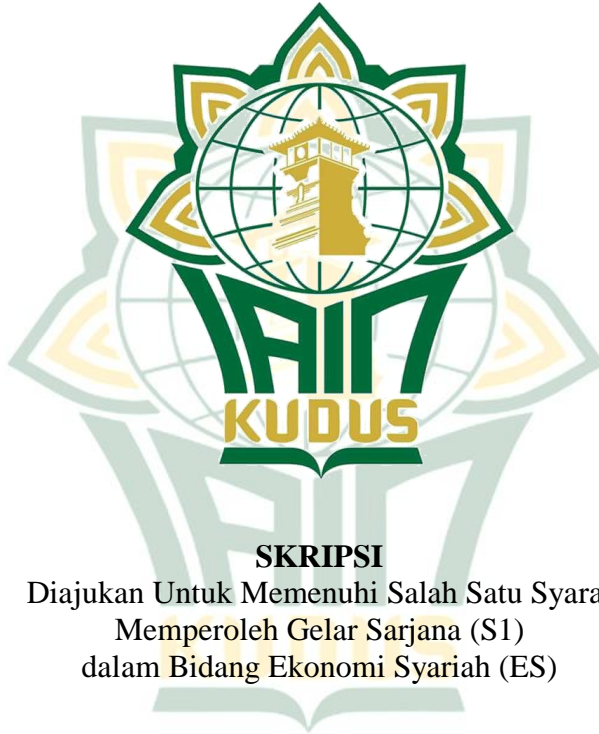 IAIN
KUDUS
SKRIPSI
Diajukan Untuk Memenuhi Salah Satu Syara
Memperoleh Gelar Sarjana (S1)
dalam Bidang Ekonomi Syariah (ES)